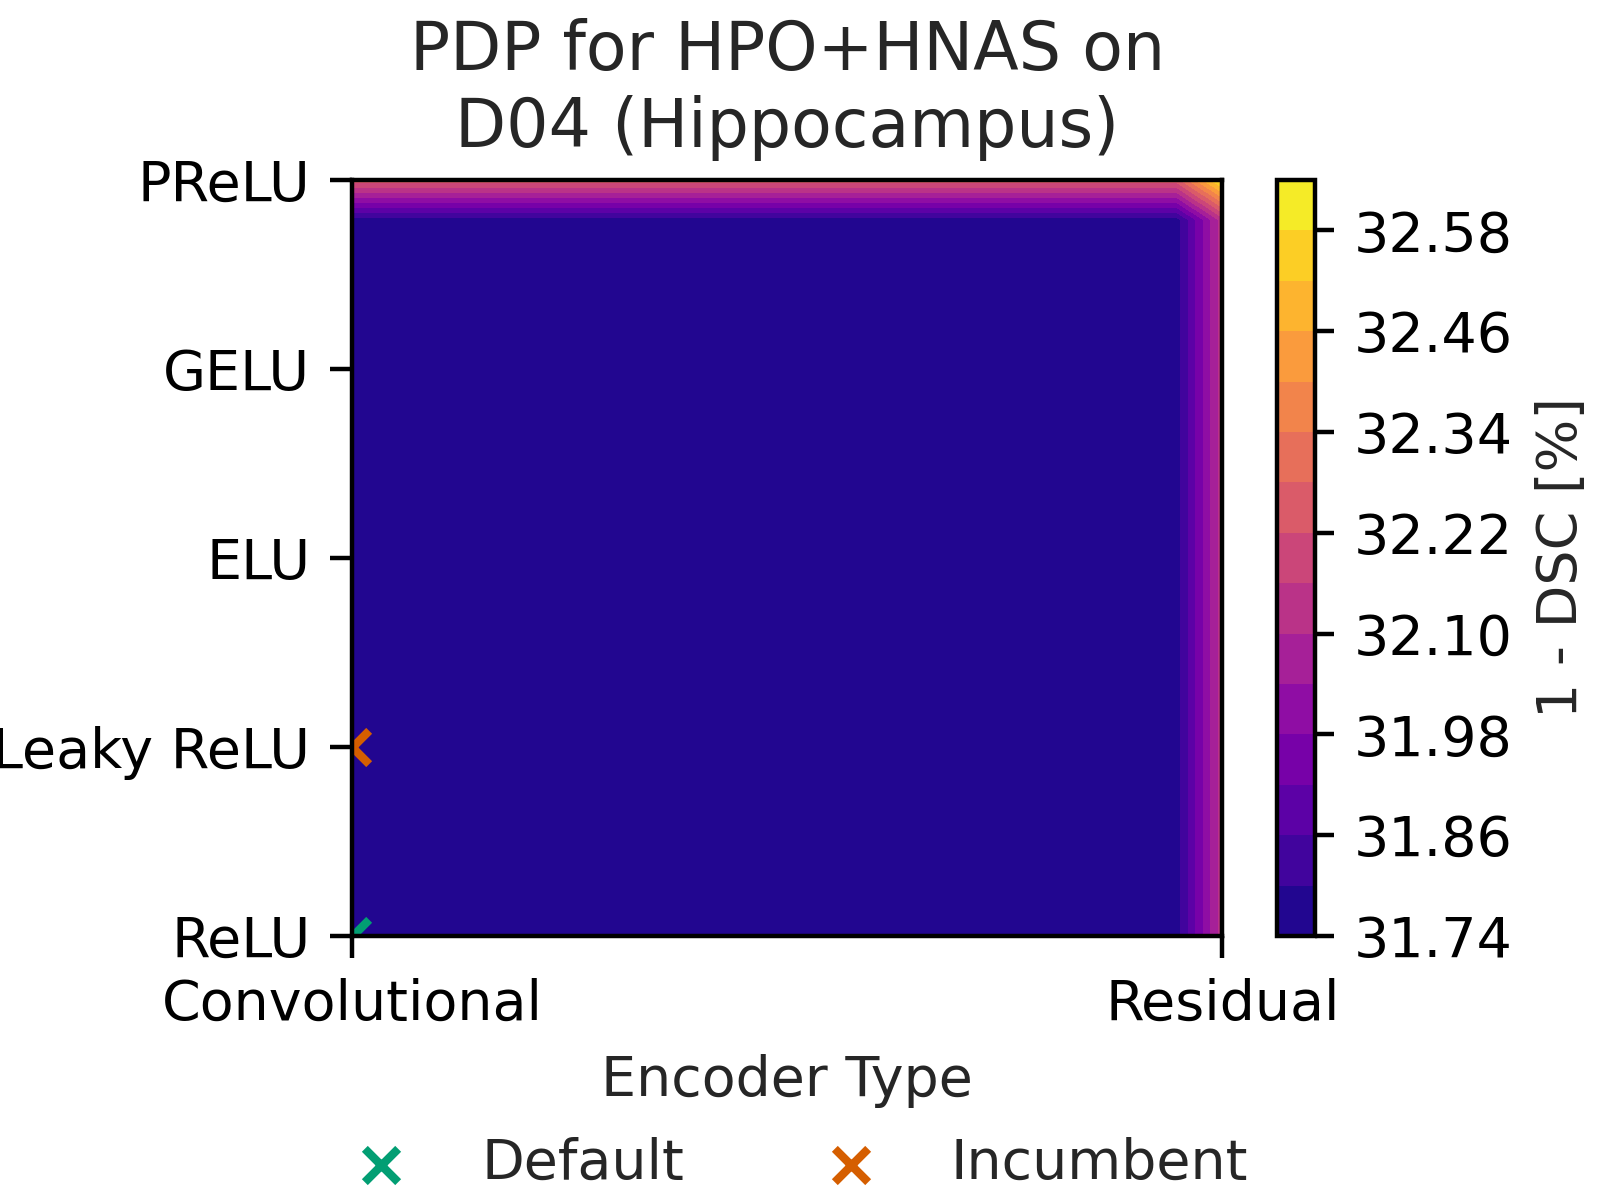 PDP for HPO+HNAS on
D04 (Hippocampus)
PReLU
GELU
ELU
Leaky ReLU
ReLU
Convolutional
Residual
Encoder Type
32.58
32.46
32.34
32.22
32.10
31.98
31.86
31.74
1 - DSC [%]
Default
Incumbent